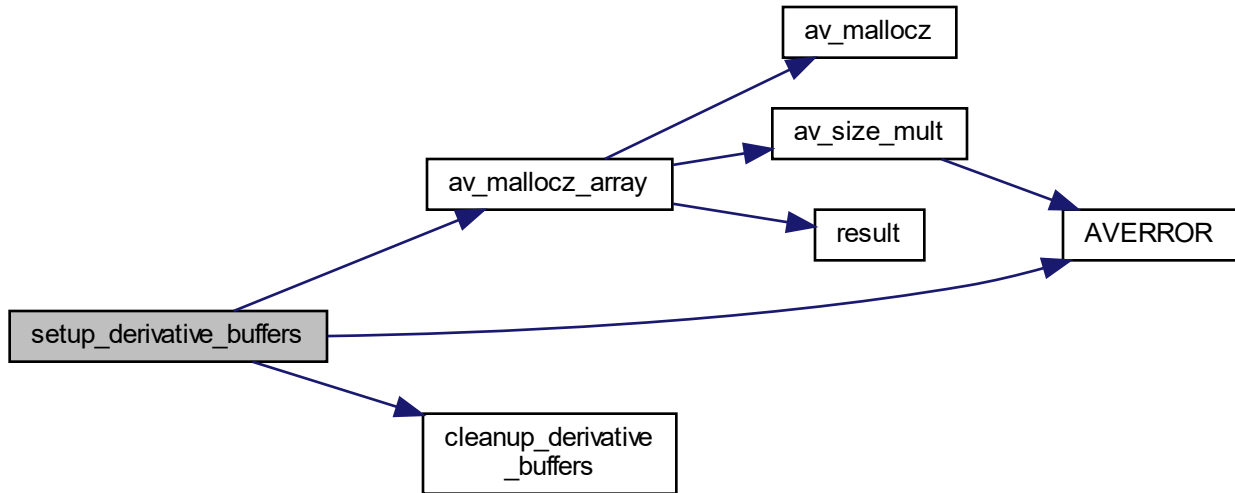 av_mallocz
av_size_mult
av_mallocz_array
result
AVERROR
setup_derivative_buffers
cleanup_derivative
_buffers